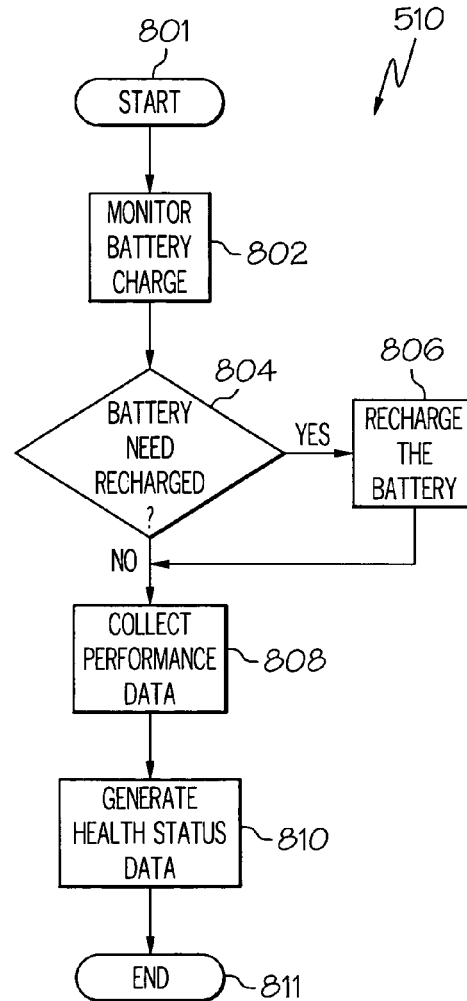 801
510
START
MONITOR
BATTERY
CHARGE
802
804
BATTERY
NEED
RECHARGED
?
YES
806
RECHARGE
THE
BATTERY
NO
COLLECT
PERFORMANCE
DATA
808
GENERATE
HEALTH STATUS
DATA
810
END
811